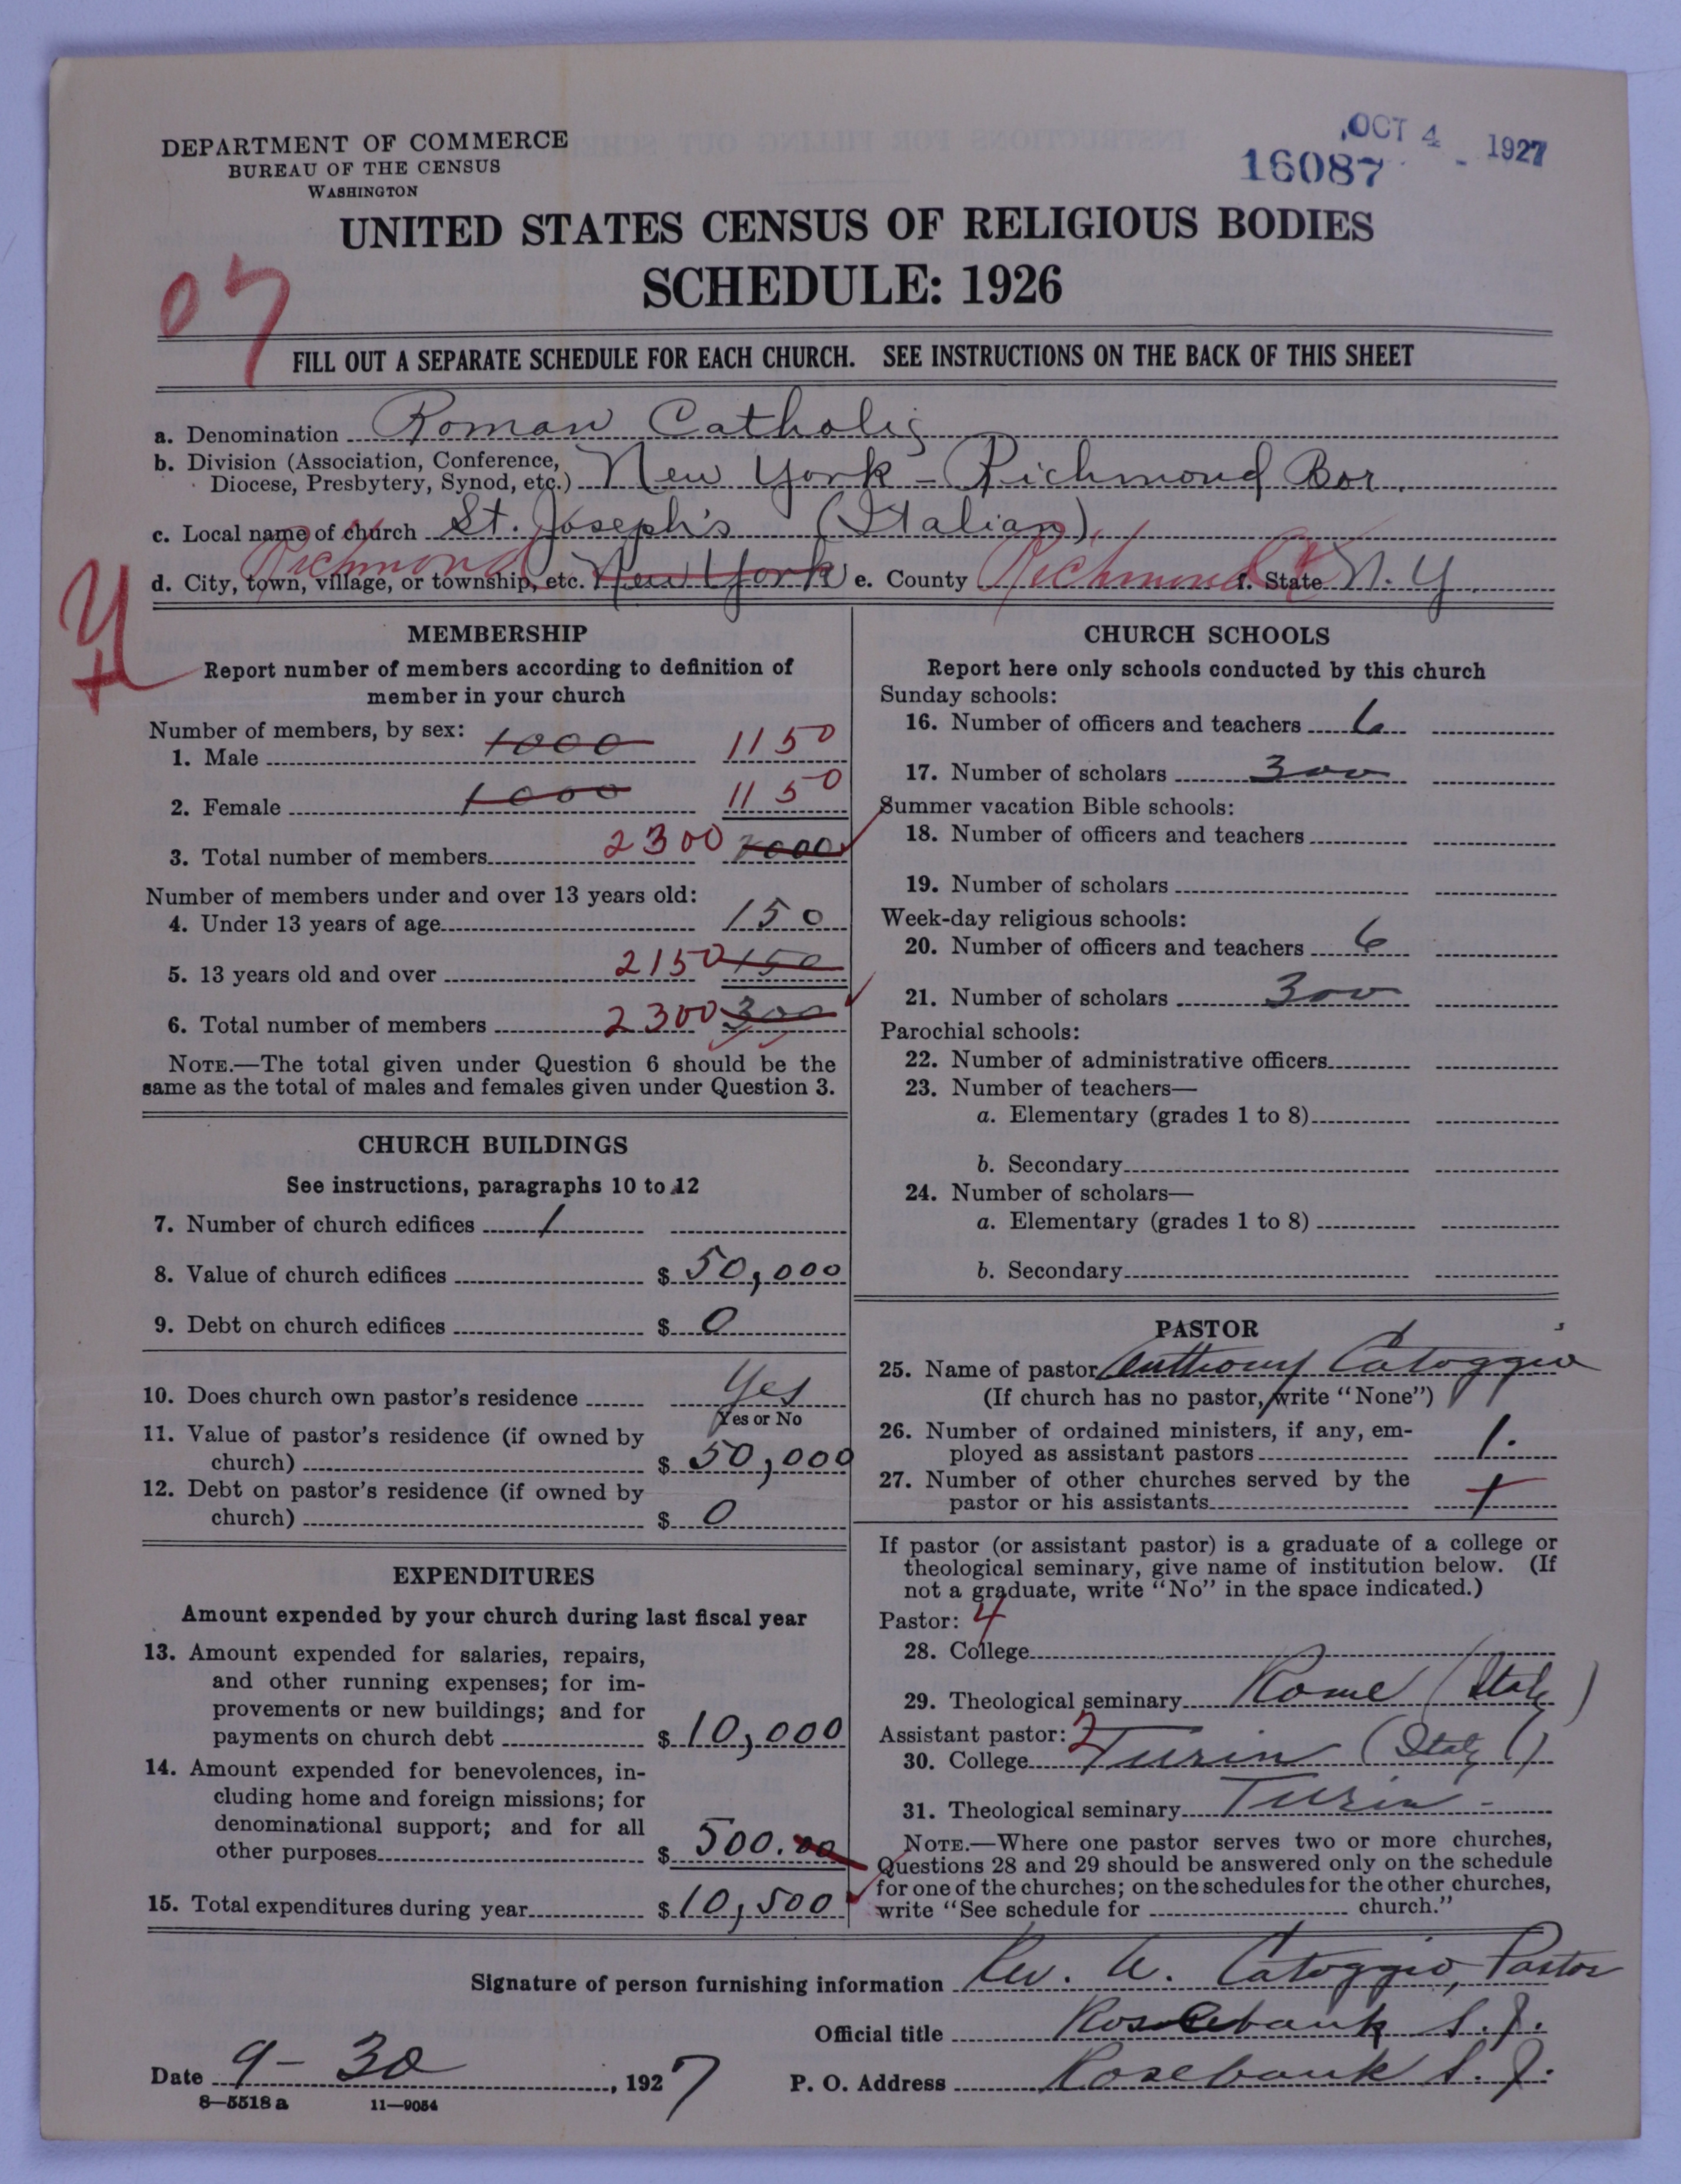 DEPARTMENT OF COMMERCE
BUREAU OF THE CENSUS
WASHINGTON
OCT 4 - 1927
16087
UNITED STATES CENSUS OF RELIGIOUS BODIES
SCHEDULE: 1926
07
FILL OUT A SEPARATE SCHEDULE FOR EACH CHURCH. SEE INSTRUCTIONS ON THE BACK OF THIS SHEET
a. Denomination Roman Catholic
b. Division (Association, Conference, Diocese, Presbytery, Synod, etc.) New York - Richmond Bor.
c. Local name of church St. Joseph's (Italian)
Richmond
d. City, town, village, or township, etc. New York e. County Richmond f. State N.Y.
MEMBERSHIP
Report number of members according to definition of
member in your church
Number of members, by sex:
1. Male 1000 1150
2. Female 1000 1150
3. Total number of members 2300 2000
Number of members under and over 13 years old:
4. Under 13 years of age 150
5. 13 years old and over 2150 150
6. Total number of members 2300 300
NOTE.—The total given under Question 6 should be the
same as the total of males and females given under Question 3.
CHURCH BUILDINGS
See instructions, paragraphs 10 to 12
7. Number of church edifices 1
8. Value of church edifices $ 50,000
9. Debt on church edifices $ 0
10. Does church own pastor's residence Yes
Yes or No
11. Value of pastor's residence (if owned by
church) $ 50,000
12. Debt on pastor's residence (if owned by
church) $ 0
EXPENDITURES
Amount expended by your church during last fiscal year
13. Amount expended for salaries, repairs,
and other running expenses; for im-
provements or new buildings; and for
payments on church debt $ 10,000
14. Amount expended for benevolences, in-
cluding home and foreign missions; for
denominational support; and for all
other purposes $ 500.00
15. Total expenditures during year $ 10,500
CHURCH SCHOOLS
Report here only schools conducted by this church
Sunday schools:
16. Number of officers and teachers 6
17. Number of scholars 300
Summer vacation Bible schools:
18. Number of officers and teachers
19. Number of scholars
Week-day religious schools:
20. Number of officers and teachers 6
21. Number of scholars 300
Parochial schools:
22. Number of administrative officers
23. Number of teachers—
a. Elementary (grades 1 to 8)
b. Secondary
24. Number of scholars—
a. Elementary (grades 1 to 8)
b. Secondary
PASTOR
25. Name of pastor Anthony Catoggio
(If church has no pastor, write "None")
26. Number of ordained ministers, if any, em-
ployed as assistant pastors 1.
27. Number of other churches served by the
pastor or his assistants 1
If pastor (or assistant pastor) is a graduate of a college or
theological seminary, give name of institution below. (If
not a graduate, write "No" in the space indicated.)
Pastor: 4
28. College
29. Theological seminary Rome (Italy)
Assistant pastor: 2
30. College Turin (Italy)
31. Theological seminary Turin -
NOTE.—Where one pastor serves two or more churches,
Questions 28 and 29 should be answered only on the schedule
for one of the churches; on the schedules for the other churches,
write "See schedule for church."
Signature of person furnishing information Rev. A. Catoggio, Pastor
Official title Rosebank S.I.
Date 9-30, 1927 P. O. Address Rosebank S.I.
8—5518 a 11—9054